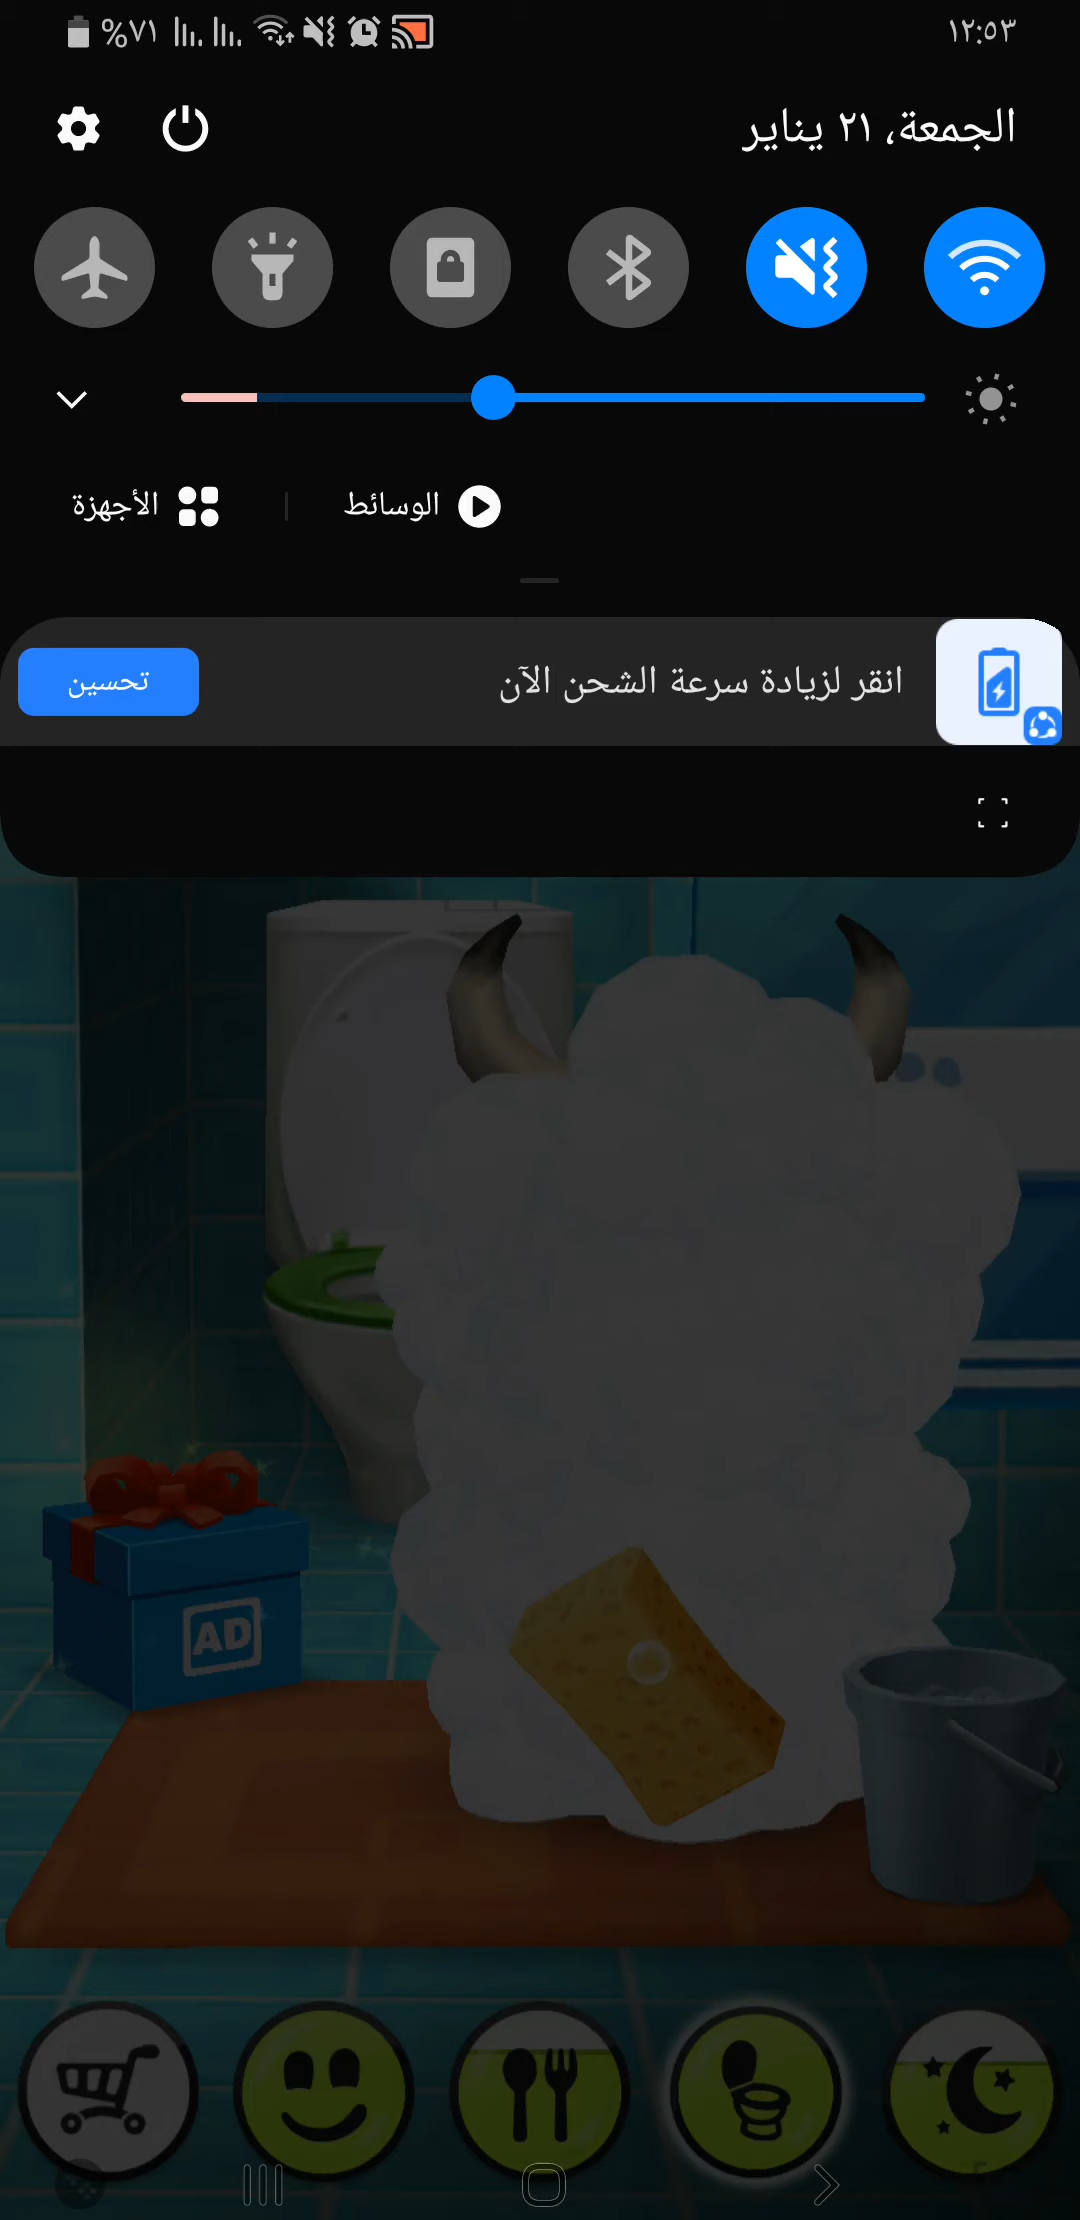 ١٢:٥٣ %٧١
الجمعة، ٢١ يناير
الوسائط الأجهزة
انقر لزيادة سرعة الشحن الآن تحسين
AD